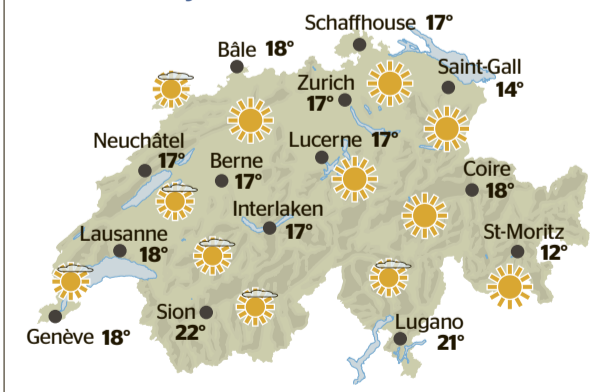 Schaffhouse 17°
Bâle 18°
Saint-Gall
14°
Zurich
17°
Neuchâtel
17°
Lucerne 17°
Berne
17°
Coire
18°
Interlaken
17°
Lausanne
18°
St-Moritz
12°
Sion
22°
Lugano
21°
Genève 18°